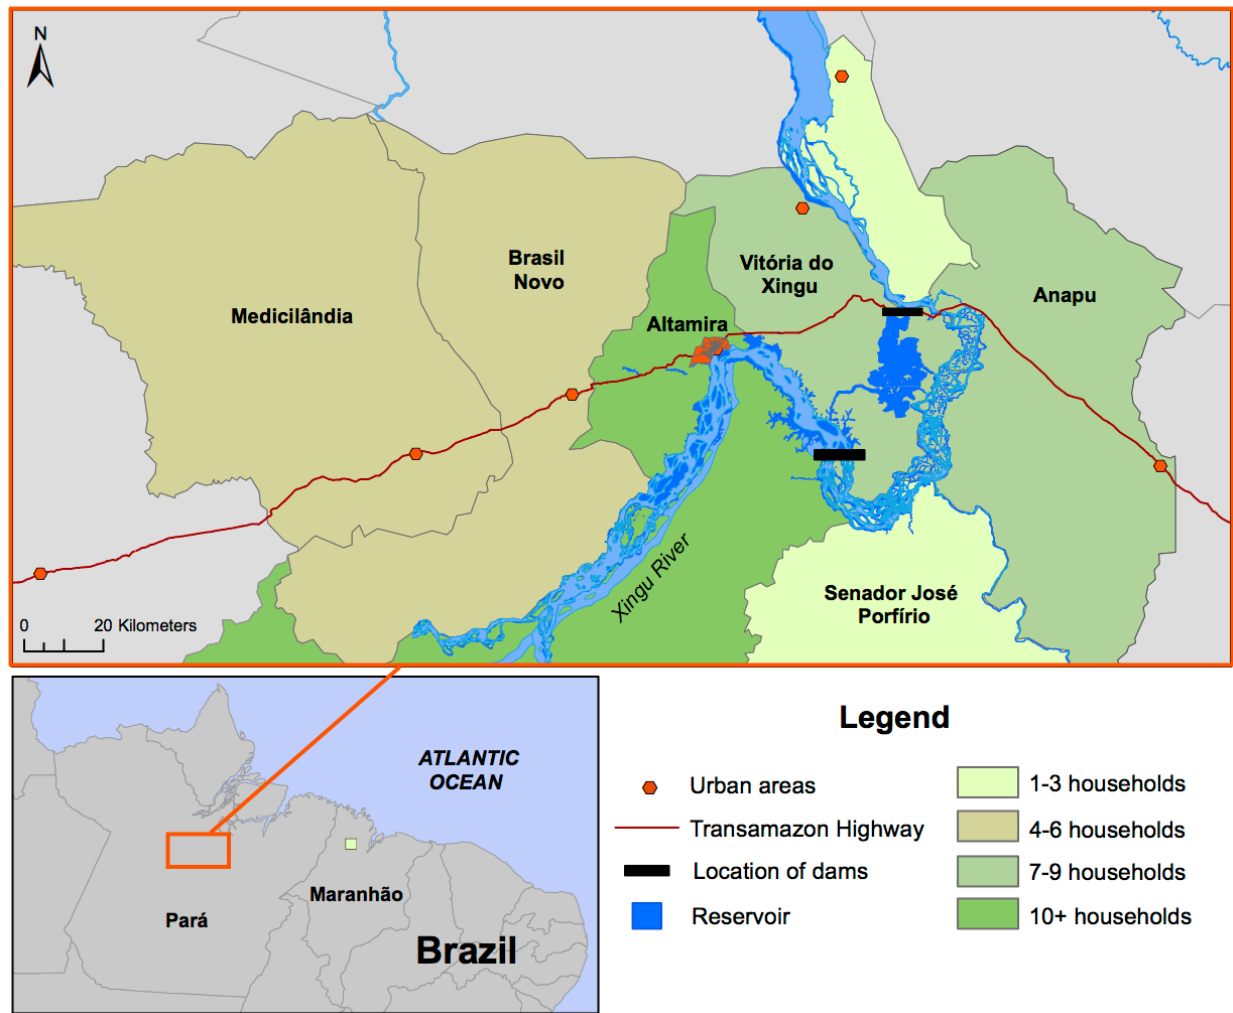 N
Medicilândia
Brasil
Novo
Altamira
Vitória do
Xingu
Anapu
Xingu River
Senador José
Porfírio
0 20 Kilometers
ATLANTIC
OCEAN
Maranhão
Pará
Brazil
Legend
Urban areas
Transamazon Highway
Location of dams
Reservoir
1-3 households
4-6 households
7-9 households
10+ households